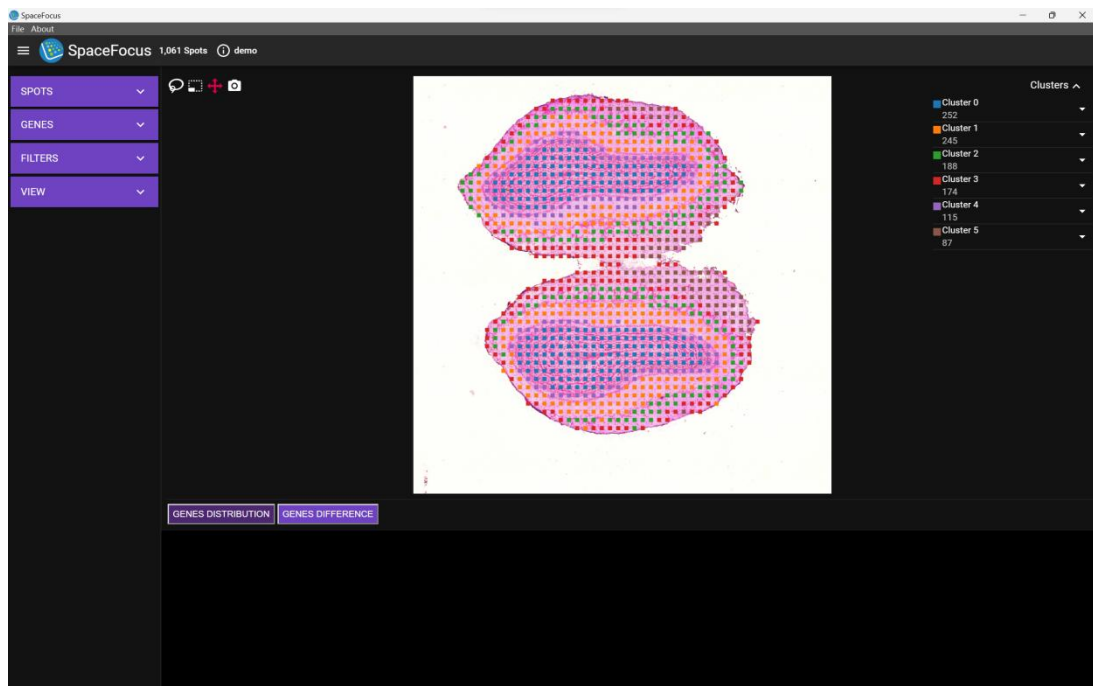 SpaceFocus
File About
SpaceFocus 1,061 Spots demo
SPOTS
GENES
FILTERS
VIEW
Clusters
Cluster 0
252
Cluster 1
245
Cluster 2
188
Cluster 3
174
Cluster 4
115
Cluster 5
87
GENES DISTRIBUTION GENES DIFFERENCE